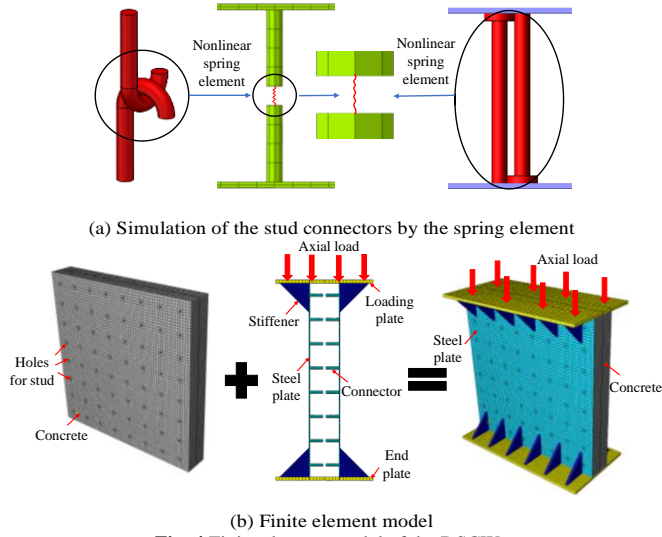 Nonlinear
spring
element
Nonlinear
spring
element
(a) Simulation of the stud connectors by the spring element
Axial load
Axial load
Loading
plate
Stiffener
Steel
plate
Holes
for stud
Steel
plate
Connector
Concrete
Concrete
End
plate
(b) Finite element model